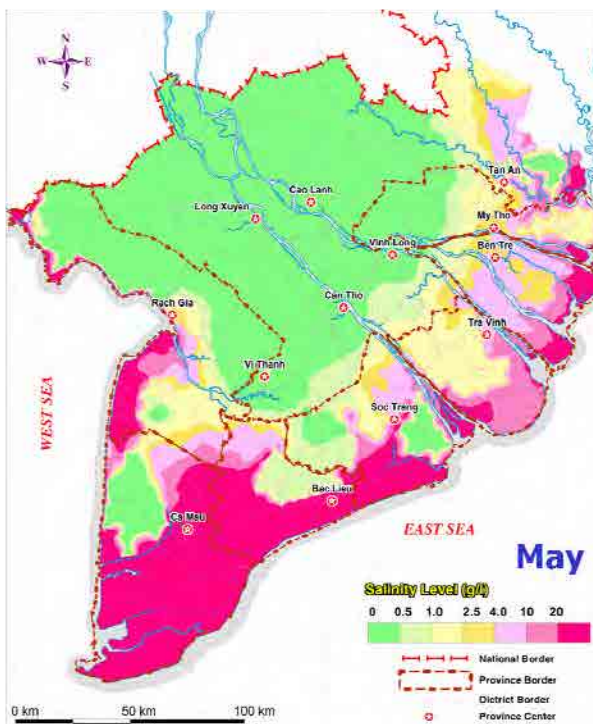 N
W E
S
Tan An
Cao Lanh
Long Xuyen
My Tho
Ben Tre
Vinh Long
Can Tho
Rach Gia
Tra Vinh
Vi Thanh
Soc Trang
WEST SEA
Bac Lieu
Ca Mau
EAST SEA
May
Salinity Level (g/l)
0 0.5 1.0 2.5 4.0 10 20
National Border
Province Border
District Border
Province Center
0 km 50 km 100 km